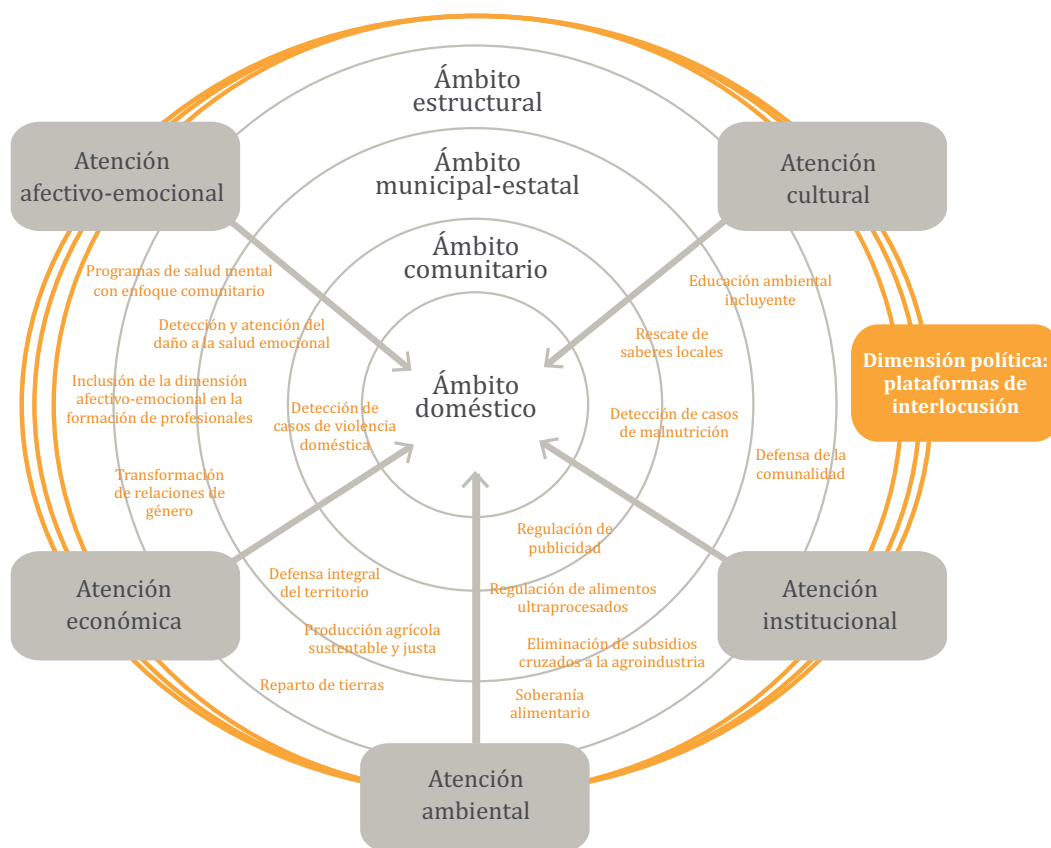 Ámbito
estructural
Atención
afectivo-emocional
Ámbito
municipal-estatal
Atención
cultural
Ámbito
comunitario
Programas de salud mental
con enfoque comunitario
Educación ambiental
incluyente
Detección y atención del
daño a la salud emocional
Rescate de
saberes locales
Dimensión política:
plataformas de
interlocusión
Inclusión de la dimensión
afectivo-emocional en la
formación de profesionales
Ámbito
doméstico
Detección de
casos de violencia
doméstica
Detección de casos
de malnutrición
Defensa de la
comunalidad
Transformación
de relaciones de
género
Regulación de
publicidad
Atención
económica
Defensa integral
del territorio
Regulación de alimentos
ultraprocesados
Atención
institucional
Producción agrícola
sustentable y justa
Eliminación de subsidios
cruzados a la agroindustria
Reparto de tierras
Soberanía
alimentario
Atención
ambiental